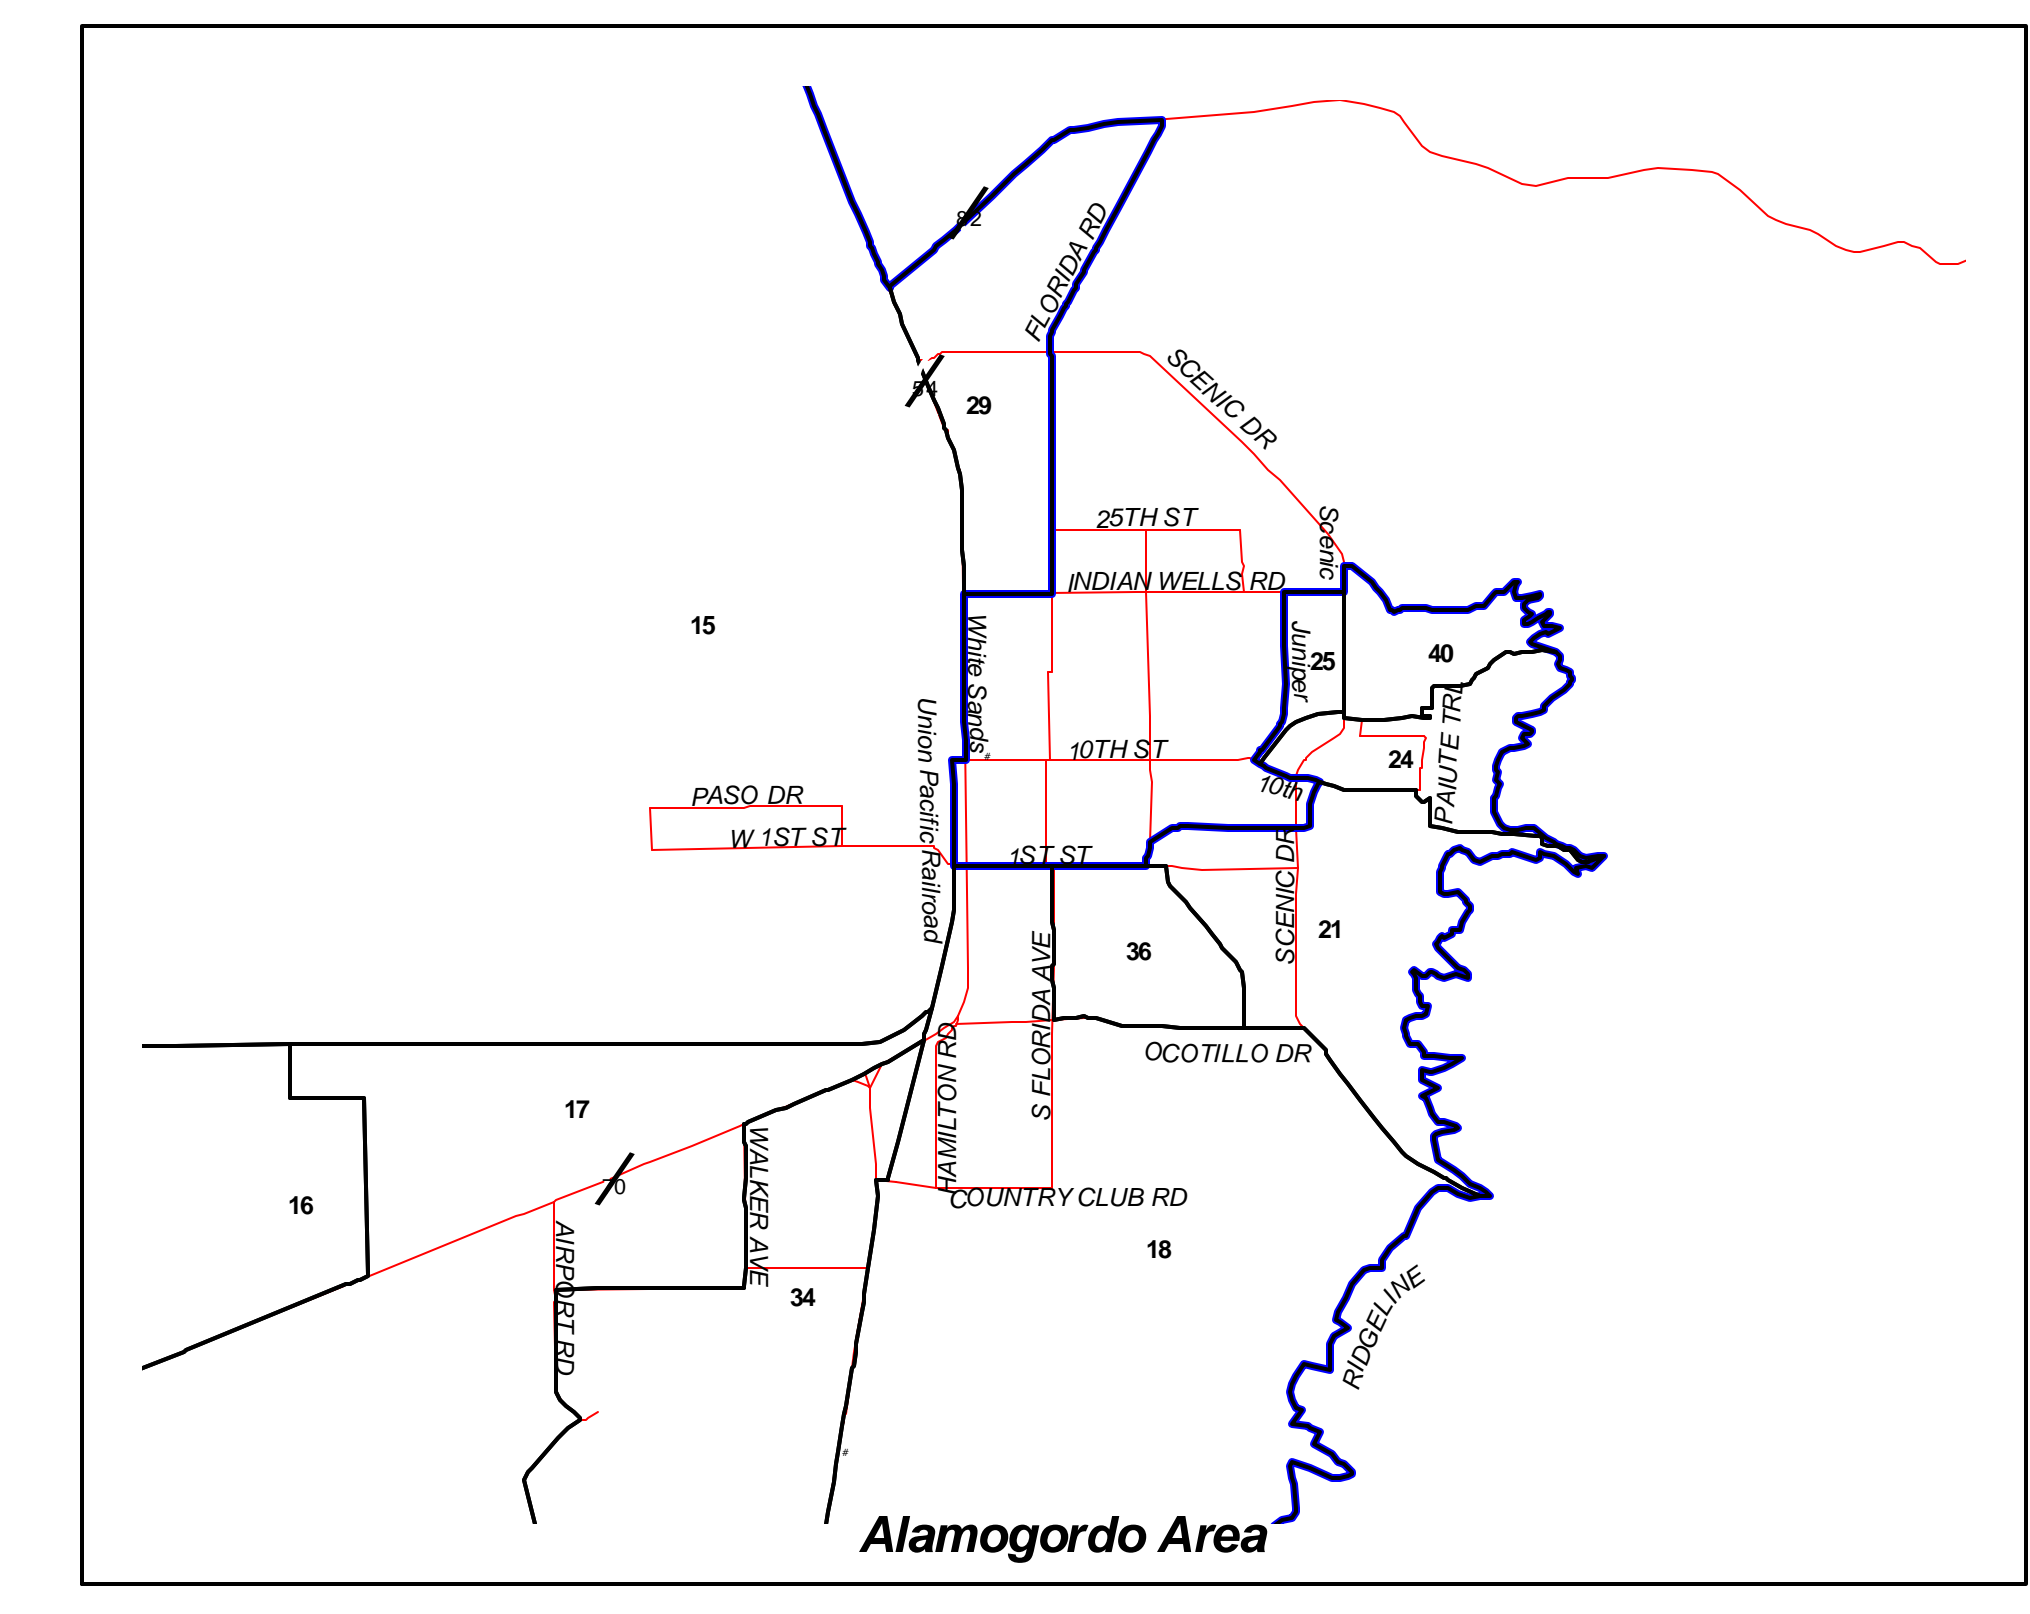 82
FLORIDA RD
SCENIC DR
54
29
Scenic
25TH ST
INDIAN WELLS RD
15
White Sands
Juniper
25
40
Union Pacific Railroad
#
10TH ST
24
PAIUTE TRL
10th
PASO DR
W 1ST ST
1ST ST
SCENIC DR
21
36
S FLORIDA AVE
OCOTILLO DR
HAMILTON RD
17
WALKER AVE
70
16
COUNTRY CLUB RD
AIRPORT RD
18
34
RIDGELINE
#
Alamogordo Area